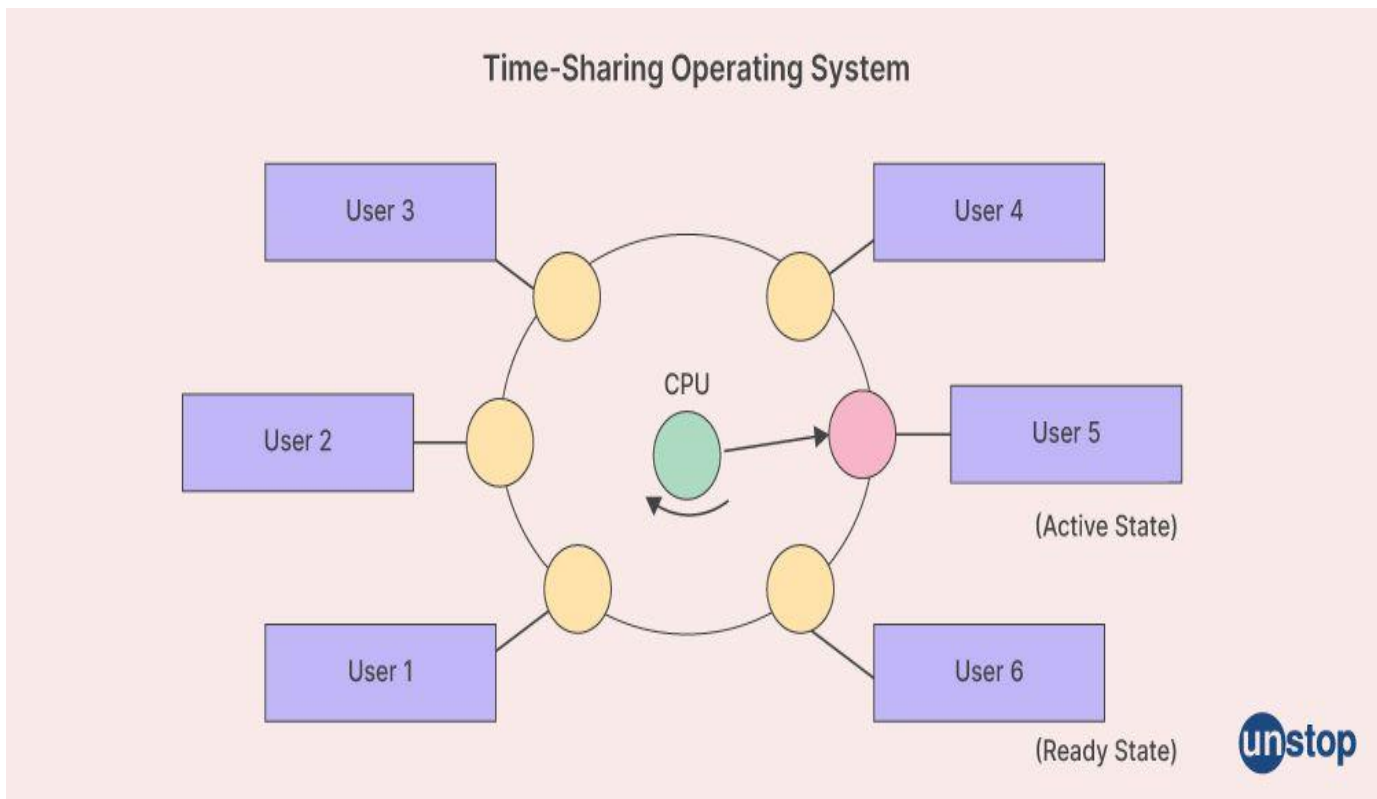 Time-Sharing Operating System
User 3
User 4
CPU
User 2
User 5
(Active State)
User 1
User 6
(Ready State)
unstop